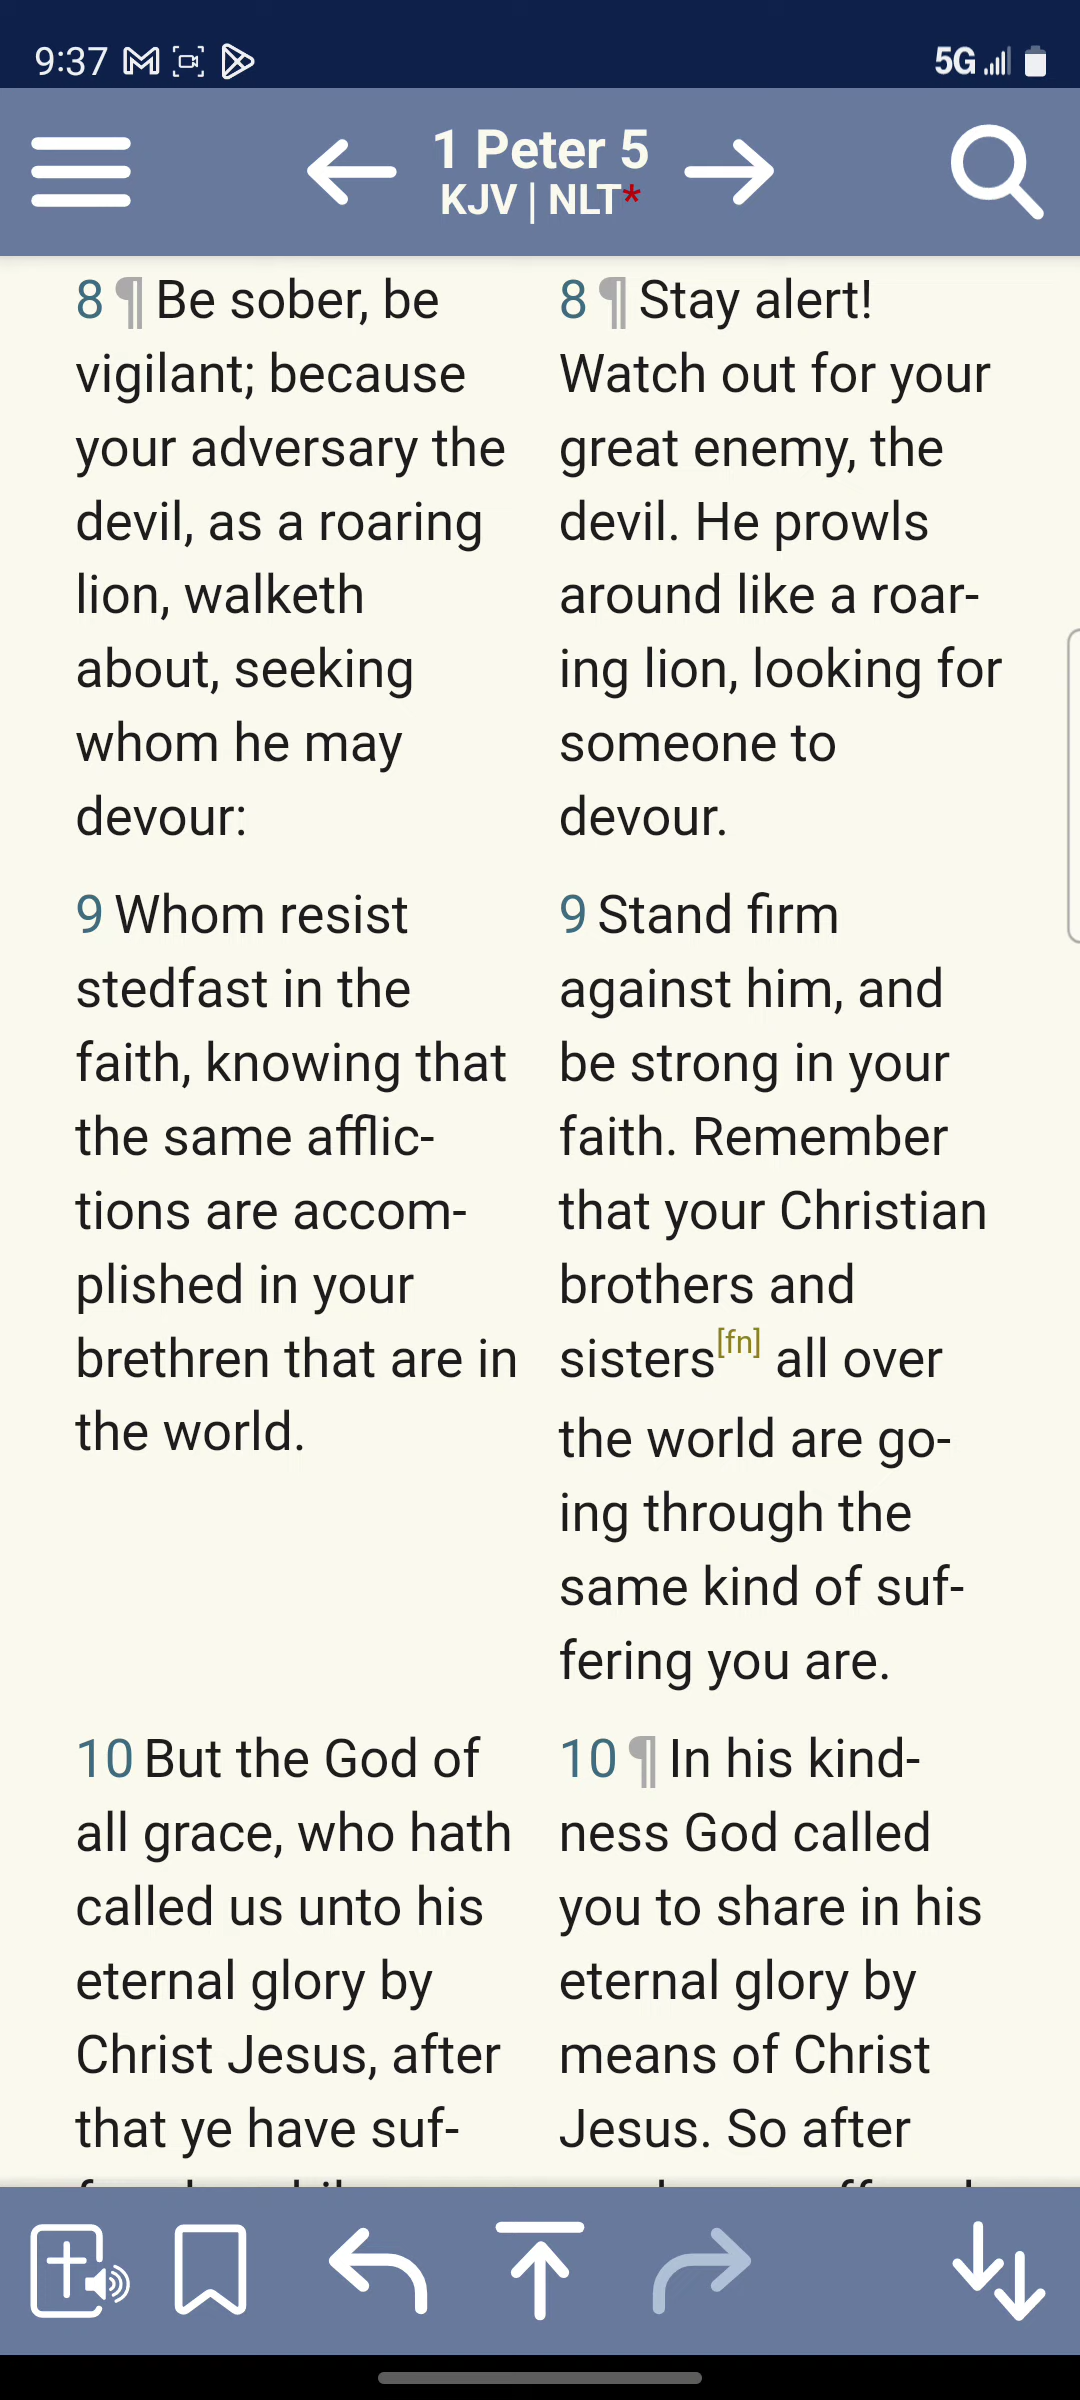 9:37
5G
1 Peter 5
KJV | NLT*
8 ¶ Be sober, be
vigilant; because
your adversary the
devil, as a roaring
lion, walketh
about, seeking
whom he may
devour:
8 ¶ Stay alert!
Watch out for your
great enemy, the
devil. He prowls
around like a roar-
ing lion, looking for
someone to
devour.
9 Whom resist
stedfast in the
faith, knowing that
the same afflic-
tions are accom-
plished in your
brethren that are in
the world.
9 Stand firm
against him, and
be strong in your
faith. Remember
that your Christian
brothers and
sisters[fn] all over
the world are go-
ing through the
same kind of suf-
fering you are.
10 But the God of
all grace, who hath
called us unto his
eternal glory by
Christ Jesus, after
that ye have suf-
10 ¶ In his kind-
ness God called
you to share in his
eternal glory by
means of Christ
Jesus. So after